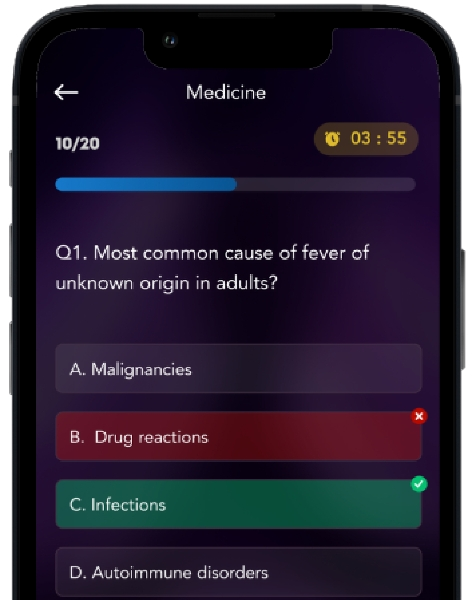 Medicine
10/20
03 : 55
Q1. Most common cause of fever of
unknown origin in adults?
A. Malignancies
B. Drug reactions
C. Infections
D. Autoimmune disorders